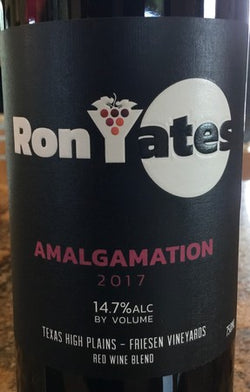 Ron Yates
AMALGAMATION
2017
14.7%ALC
BY VOLUME
TEXAS HIGH PLAINS - FRIESEN VINEYARDS
RED WINE BLEND